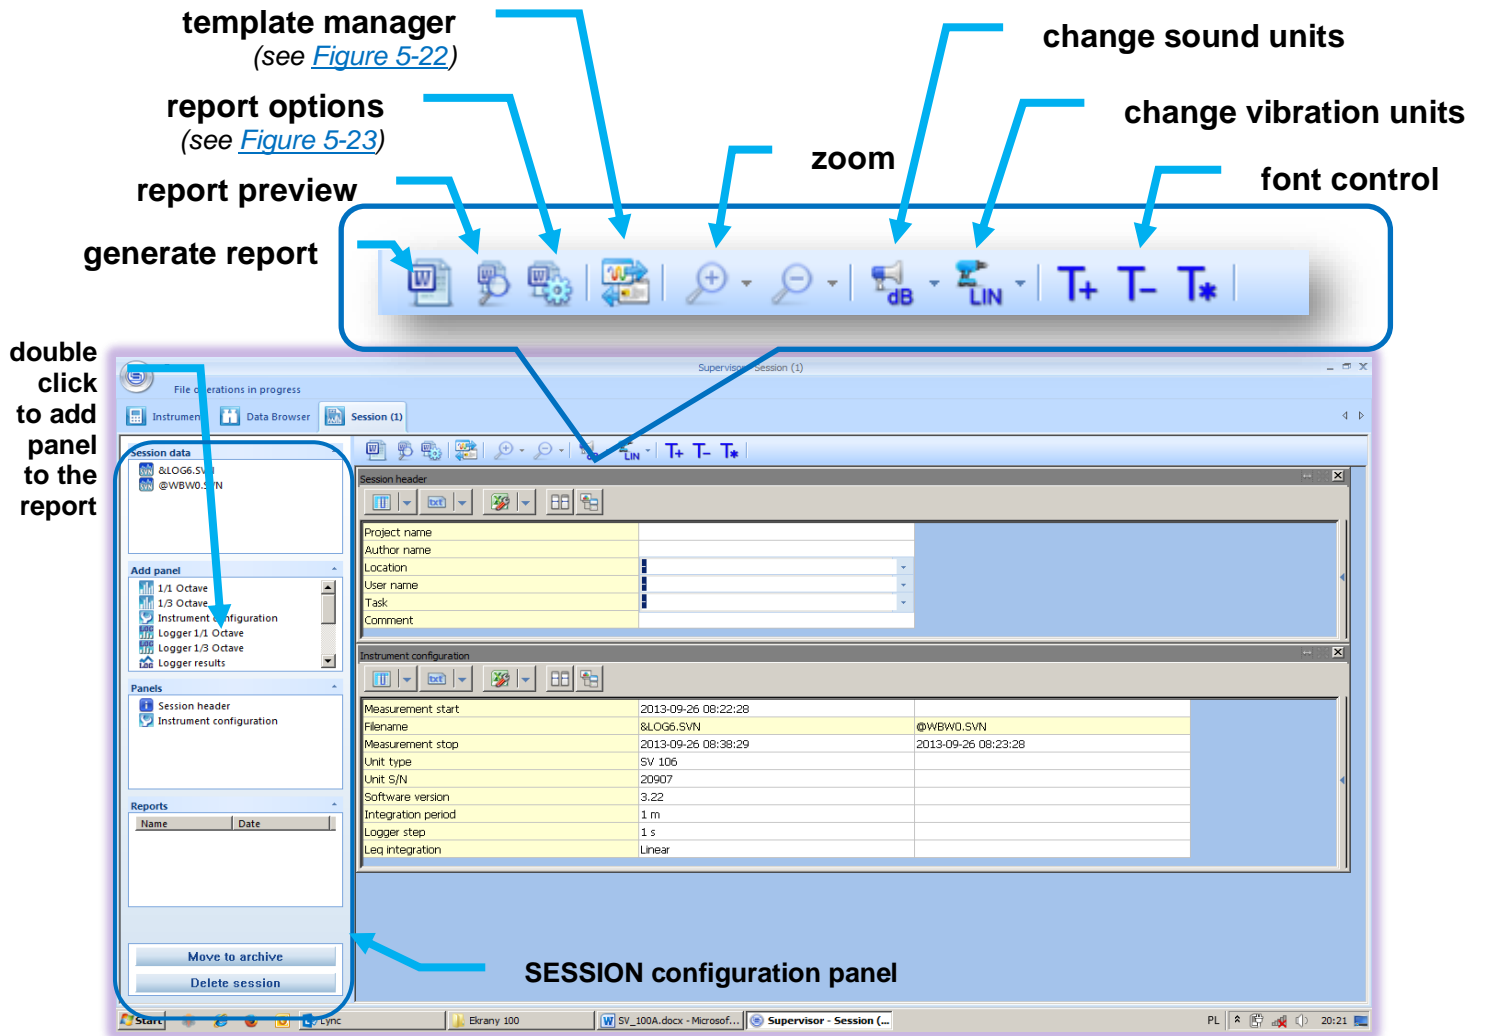 template manager
(see Figure 5-22)
change sound units
report options
(see Figure 5-23)
change vibration units
zoom
report preview
font control
generate report
W
W
W
dB
LIN
T+ T- T*
double
click
to add
panel
to the
report
Supervisor - Session (1)
File operations in progress
Instrument
Data Browser
Session (1)
Session data
&LOG6.SVN
@WBW0.SVN
LIN
T+ T- T*
Session header
txt
Project name
Author name
Location
User name
Task
Comment
Add panel
1/1 Octave
1/3 Octave
Instrument configuration
Logger 1/1 Octave
Logger 1/3 Octave
Logger results
Instrument configuration
txt
Panels
Session header
Instrument configuration
Measurement start 2013-09-26 08:22:28
Filename &LOG6.SVN @WBW0.SVN
Measurement stop 2013-09-26 08:38:29 2013-09-26 08:23:28
Unit type SV 106
Unit S/N 20907
Software version 3.22
Integration period 1 m
Logger step 1 s
Leq integration Linear
Reports
Name Date
Move to archive
Delete session
SESSION configuration panel
Start
Lync
Ekrany 100
SV_100A.docx - Microsof...
Supervisor - Session (...
PL
20:21